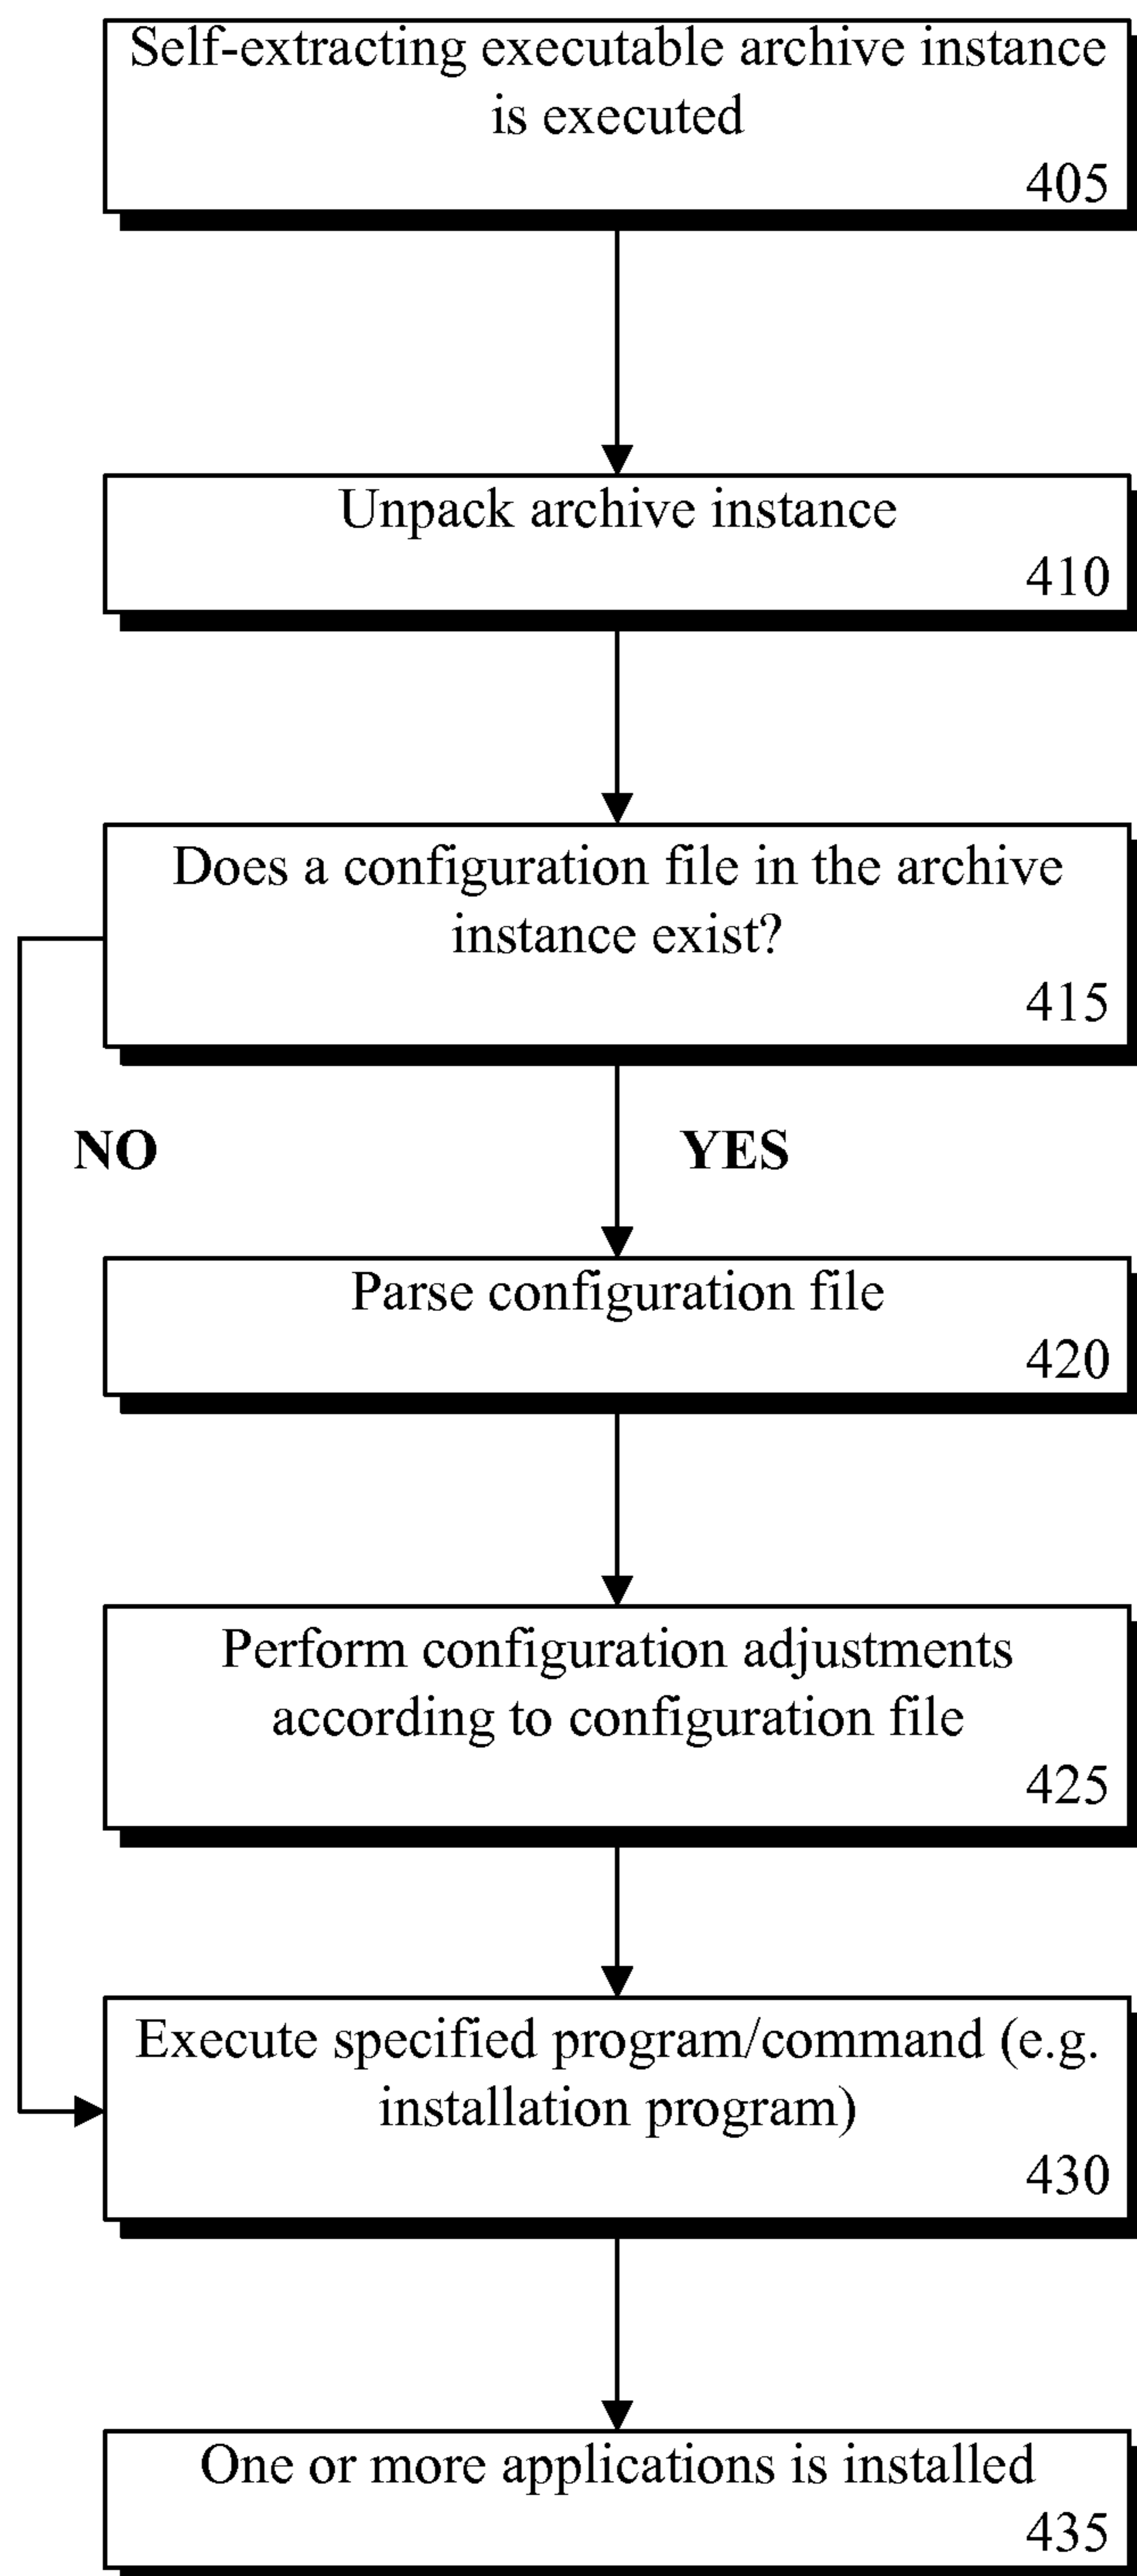 Self-extracting executable archive instance
is executed
405
Unpack archive instance
410
Does a configuration file in the archive
instance exist?
415
NO
YES
Parse configuration file
420
Perform configuration adjustments
according to configuration file
425
Execute specified program/command (e.g.
installation program)
430
One or more applications is installed
435